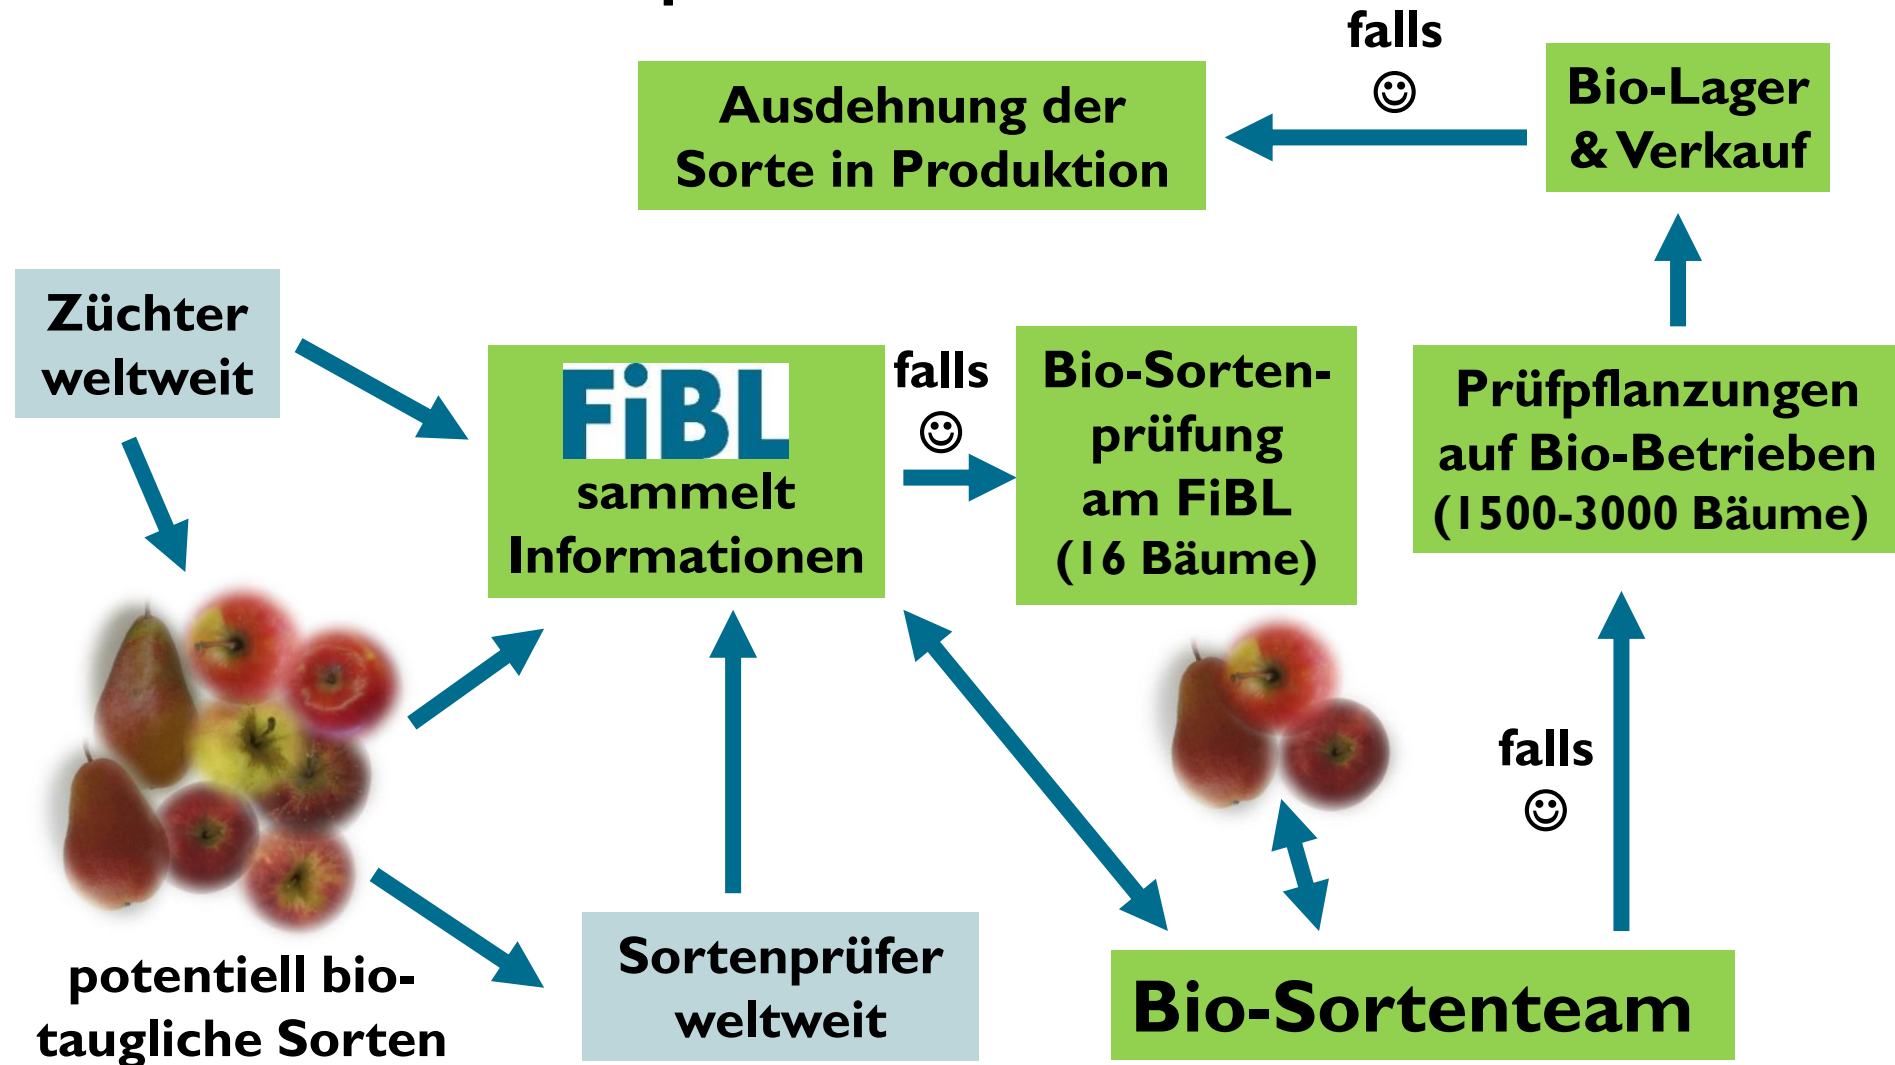 falls
Ausdehnung der
Sorte in Produktion
Bio-Lager
& Verkauf
Züchter
weltweit
FiBL
sammelt
Informationen
falls
Bio-Sorten-
prüfung
am FiBL
(16 Bäume)
Prüfpflanzungen
auf Bio-Betrieben
(1500-3000 Bäume)
falls
potentiell bio-
taugliche Sorten
Sortenprüfer
weltweit
Bio-Sortenteam